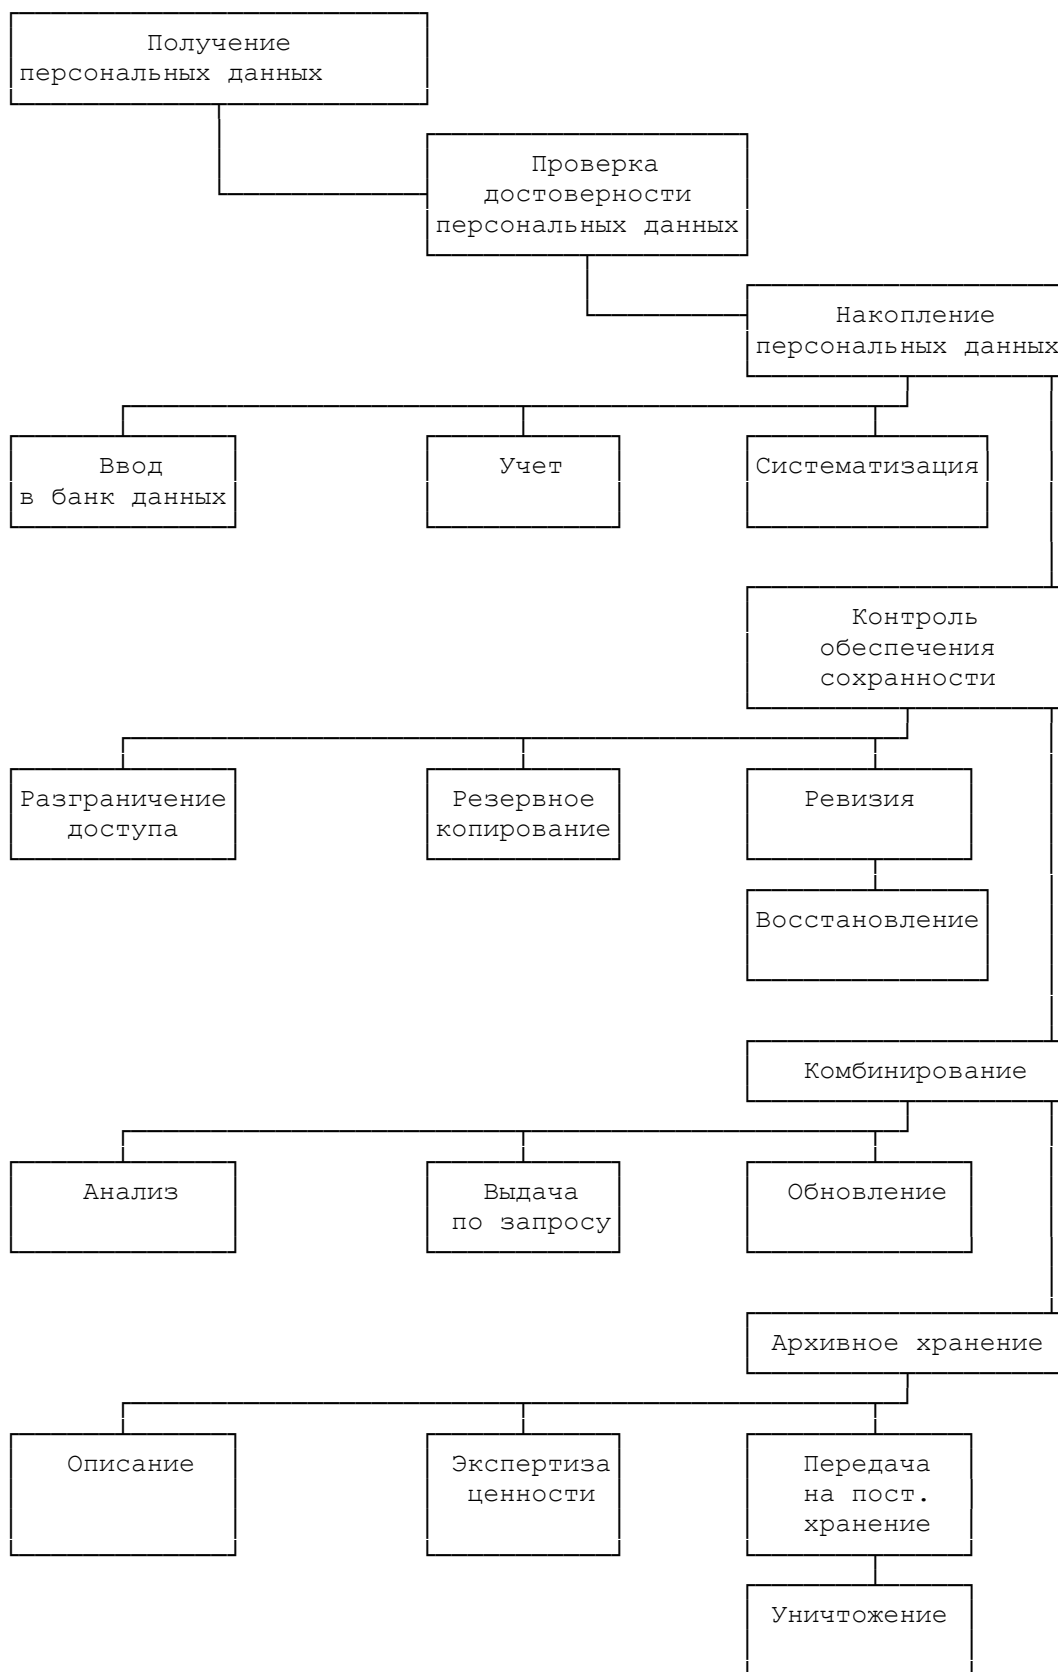 Получение
персональных данных
Проверка
достоверности
персональных данных
Накопление
персональных данных
Ввод
в банк данных
Учет
Систематизация
Контроль
обеспечения
сохранности
Разграничение
доступа
Резервное
копирование
Ревизия
Восстановление
Комбинирование
Анализ
Выдача
по запросу
Обновление
Архивное хранение
Описание
Экспертиза
ценности
Передача
на пост.
хранение
Уничтожение